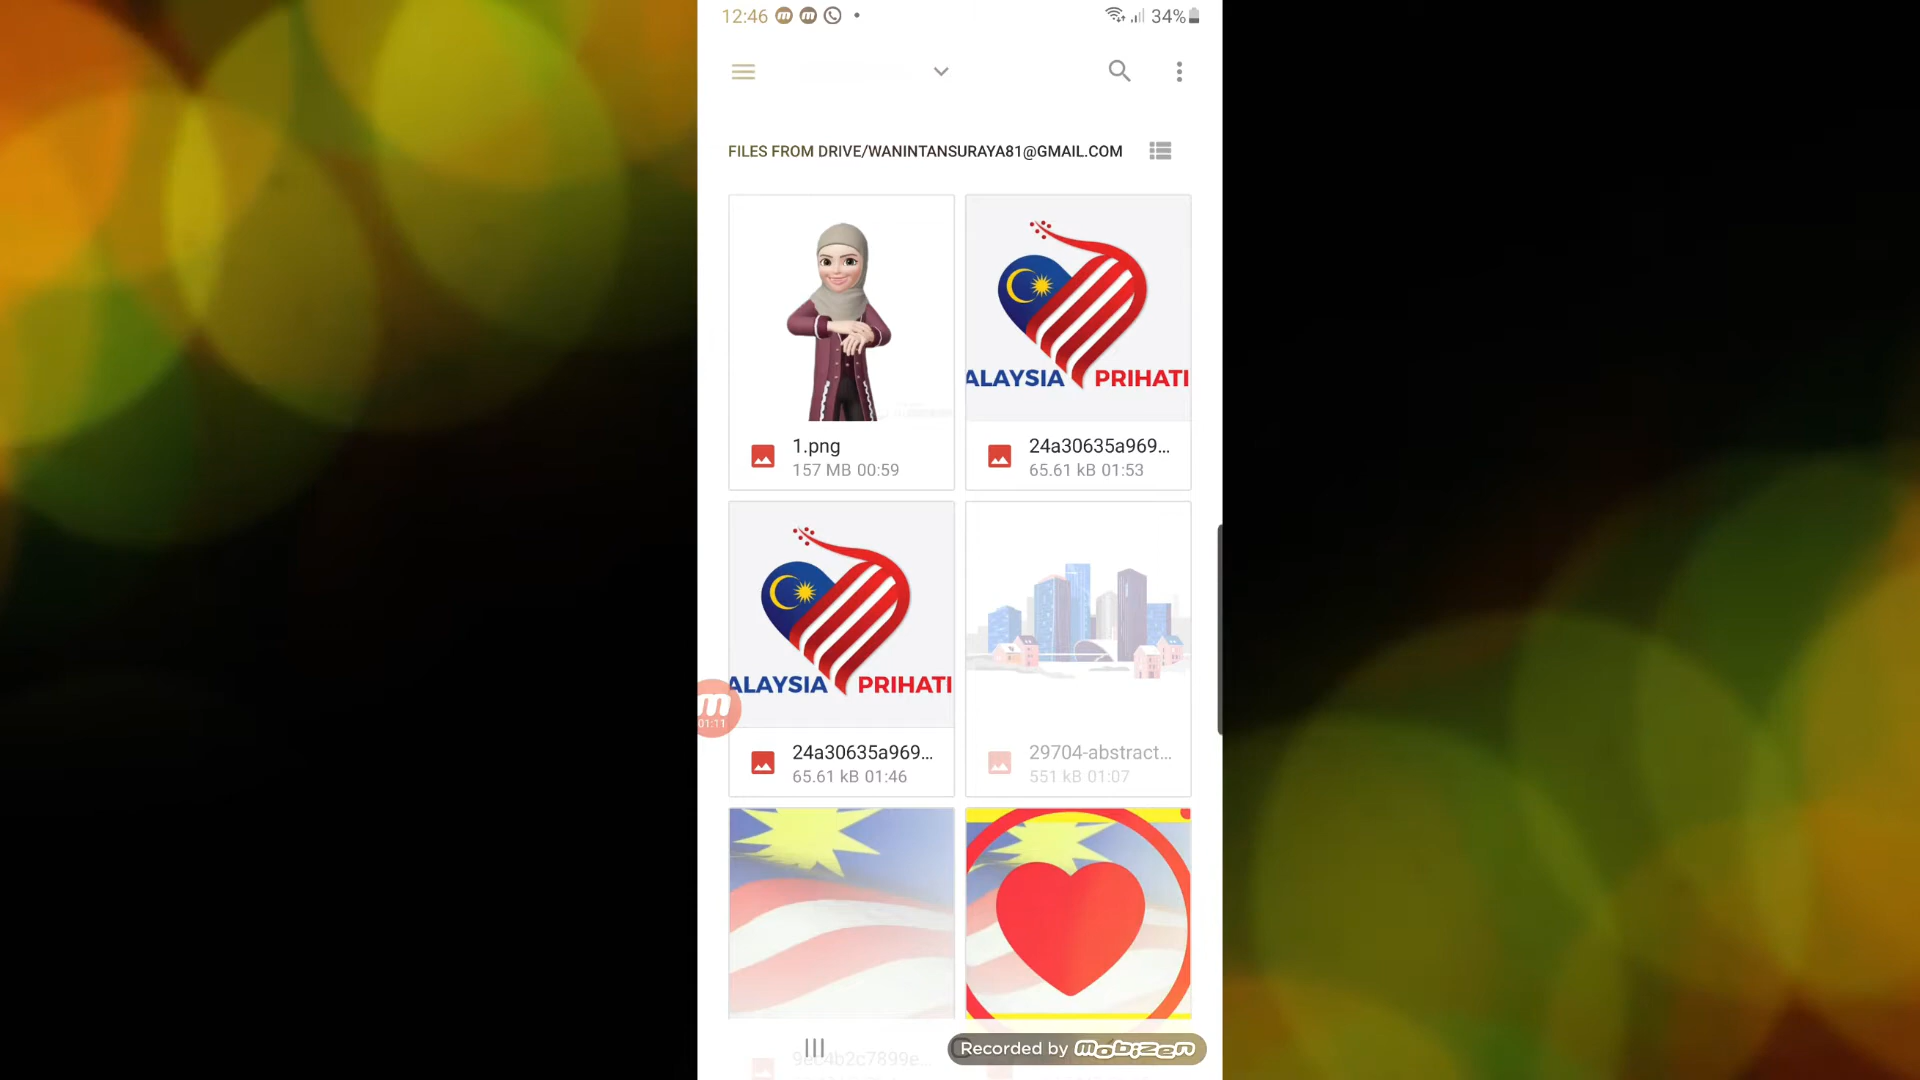 12:46
34%
FILES FROM DRIVE/WANINTANSURAYA81@GMAIL.COM
ALAYSIA PRIHATI
1.png
157 MB 00:59
24a30635a969...
65.61 kB 01:53
ALAYSIA PRIHATI
01:11
24a30635a969...
65.61 kB 01:46
29704-abstract...
551 kB 01:07
Recorded by mobizen